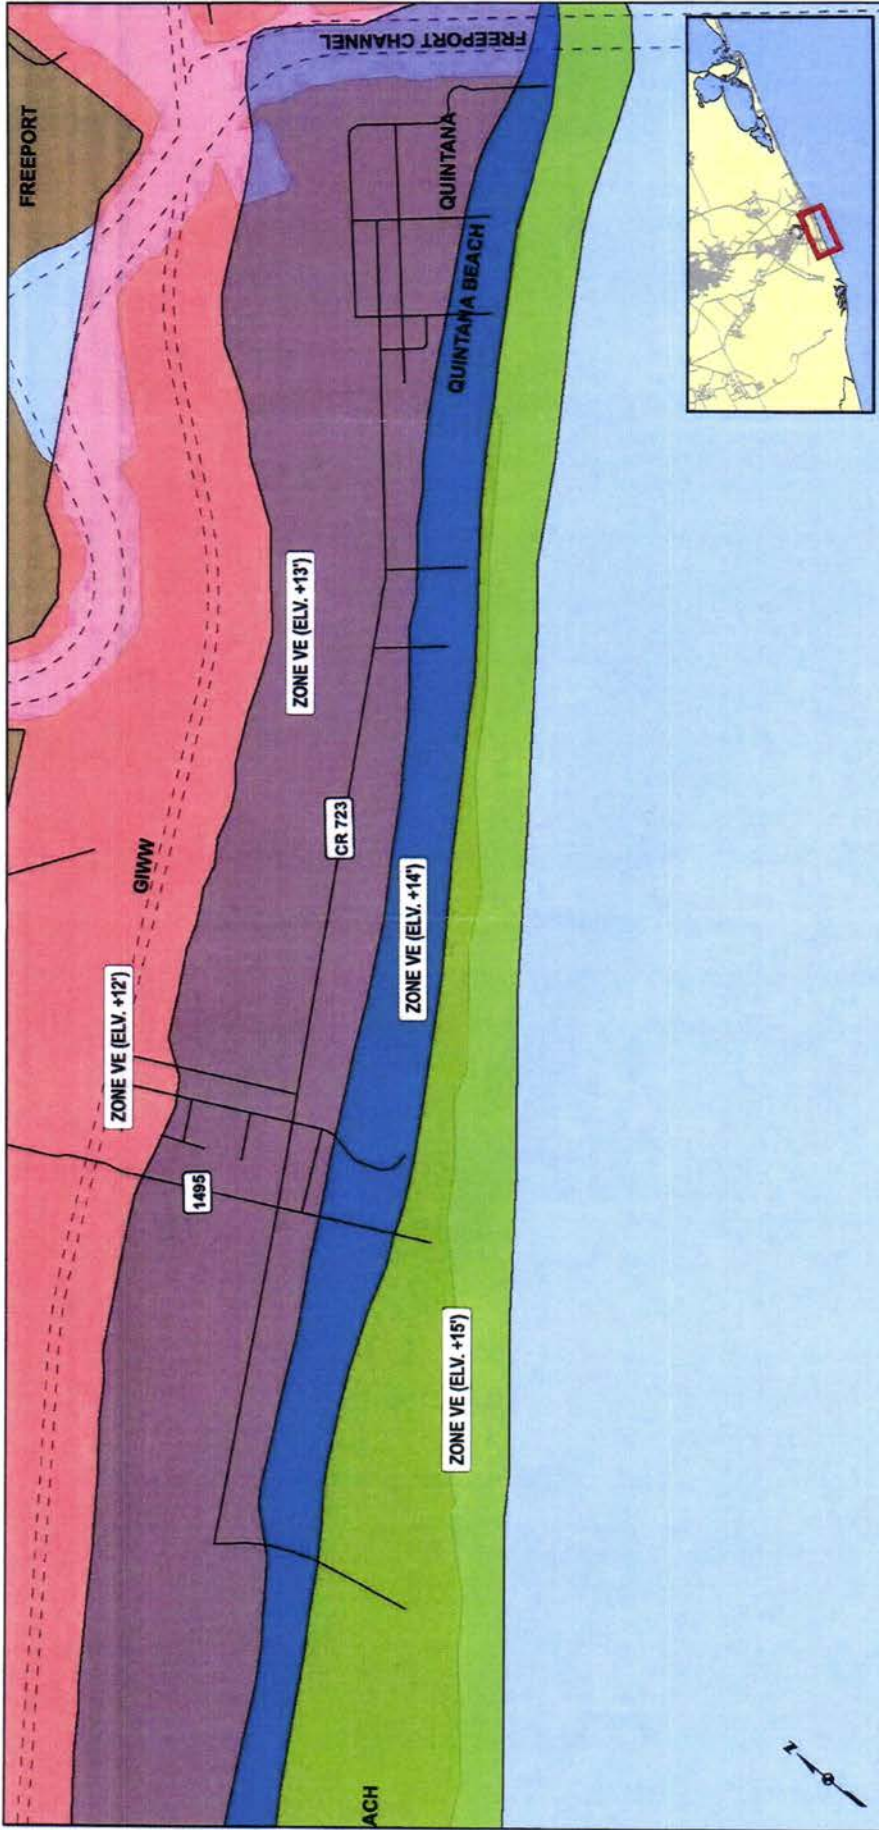 FREEPORT
FREEPORT CHANNEL
QUINTANA
QUINTANA BEACH
ZONE VE (ELV. +13')
CR 723
GIWW
ZONE VE (ELV. +14')
ZONE VE (ELV. +12')
1495
ZONE VE (ELV. +15')
ACH
N